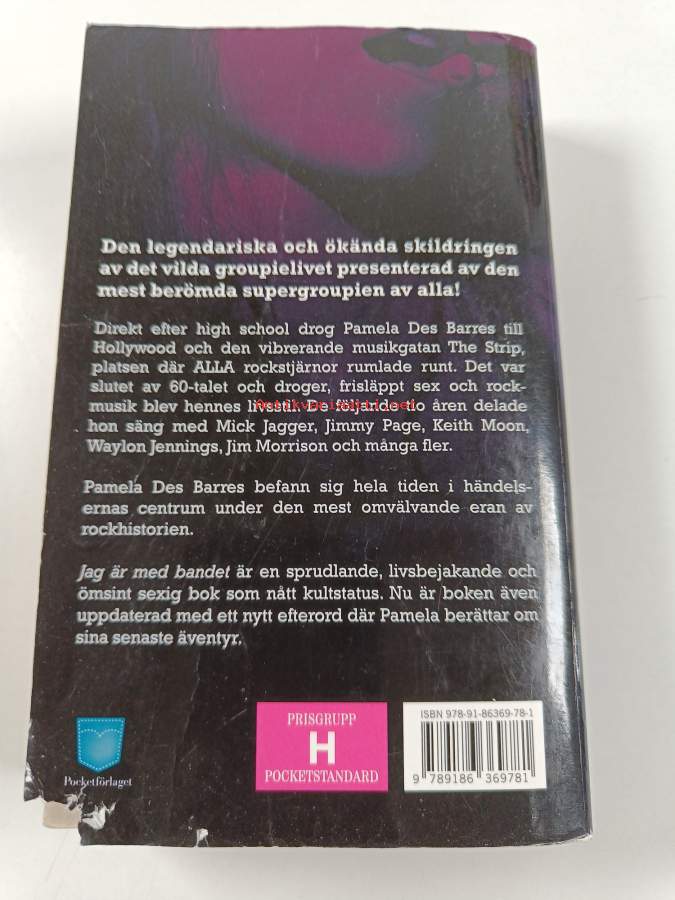 Den legendariska och ökända skildringen
av det vilda groupielivet presenterad av den
mest berömda supergroupien av alla!
Direkt efter high school drog Pamela Des Barres till
Hollywood och den vibrerande musikgatan The Strip,
platsen där ALLA rockstjärnor rumlade runt. Det var
slutet av 60-talet och droger, frisläppt sex och rock-
musik blev hennes livsstil. De följande tio åren delade
hon säng med Mick Jagger, Jimmy Page, Keith Moon,
Waylon Jennings, Jim Morrison och många fler.
Pamela Des Barres befann sig hela tiden i händels-
ernas centrum under den mest omvälvande eran av
rockhistorien.
Jag är med bandet är en sprudlande, livsbejakande och
ömsint sexig bok som nått kultstatus. Nu är boken även
uppdaterad med ett nytt efterord där Pamela berättar om
sina senaste äventyr.
Pocketförlaget
PRISGRUPP
H
POCKETSTANDARD
ISBN 978-91-86369-78-1
9 789186 369781